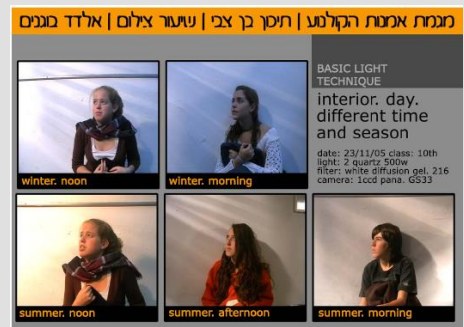 מגמת אמנות הקולנוע | תיכון בן צבי | שיעור צילום | אלדד בוגנים
BASIC LIGHT
TECHNIQUE
interior. day.
different time
and season
date: 23/11/05 class: 10th
light: 2 quartz 500w
filter: white diffusion gel. 216
camera: 1ccd pana. GS33
winter. noon
winter. morning
summer. noon
summer. afternoon
summer. morning